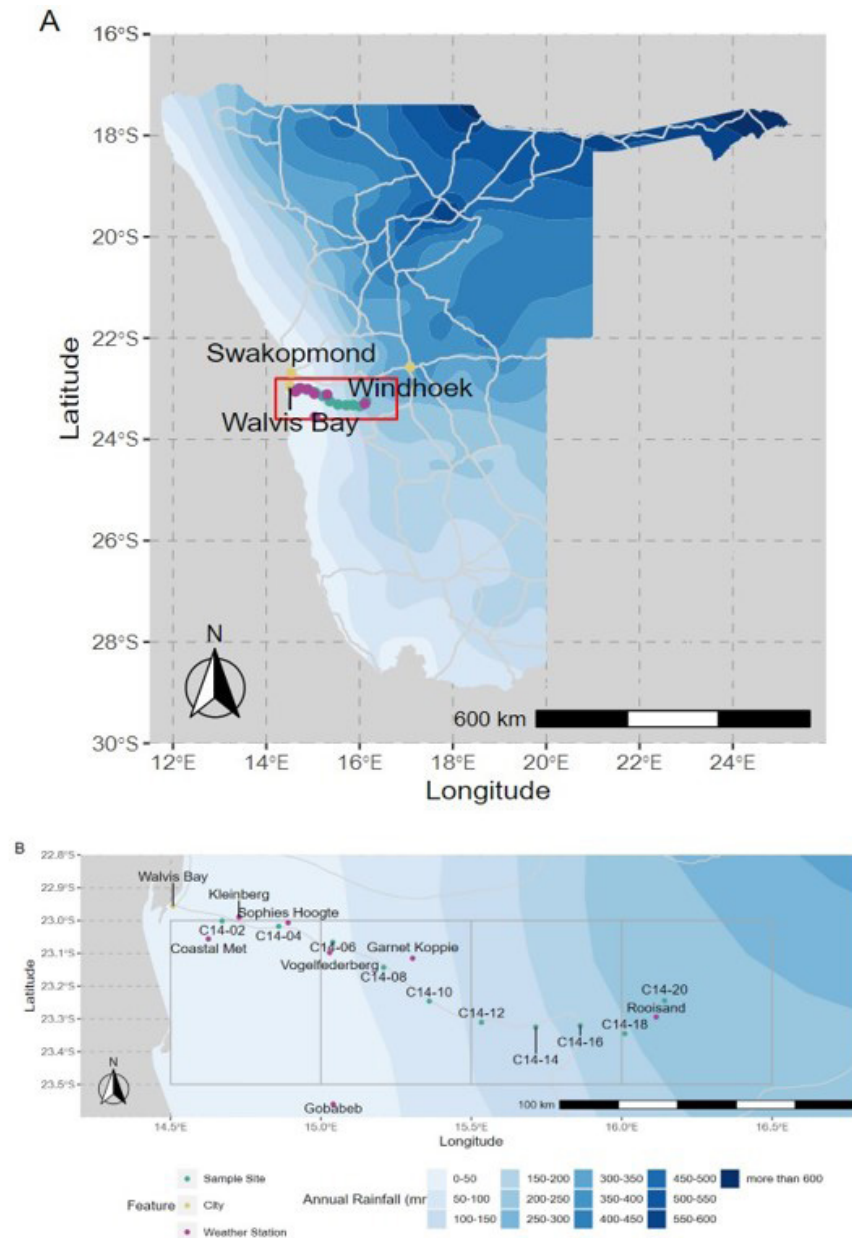 A
16°S
18°S
20°S
22°S
24°S
26°S
28°S
30°S
Latitude
Swakopmond
Windhoek
Walvis Bay
N
600 km
12°E 14°E 16°E 18°E 20°E 22°E 24°E
Longitude
B
22.8°S
22.9°S
23.0°S
23.1°S
23.2°S
23.3°S
23.4°S
23.5°S
Latitude
Walvis Bay
Kleinberg
Sophies Hoogte
C14-02
C14-04
Coastal Met
C14-06
Garnet Koppie
Vogelfederberg
C14-08
C14-10
C14-12
C14-20
Rooisand
C14-14
C14-16
C14-18
N
Gobabeb
100 km
14.5°E 15.0°E 15.5°E 16.0°E 16.5°E
Longitude
Feature
Sample Site
City
Weather Station
Annual Rainfall (mr
0-50
50-100
100-150
150-200
200-250
250-300
300-350
350-400
400-450
450-500
500-550
550-600
more than 600